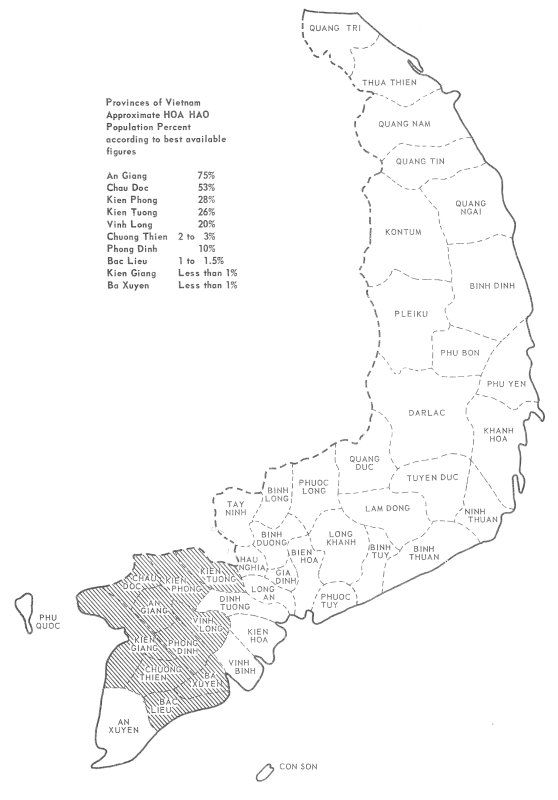 QUANG TRI
THUA THIEN
Provinces of Vietnam
Approximate HOA HAO
Population Percent
according to best available
figures
An Giang 75%
Chau Doc 53%
Kien Phong 28%
Kien Tuong 26%
Vinh Long 20%
Chuong Thien 2 to 3%
Phong Dinh 10%
Bac Lieu 1 to 1.5%
Kien Giang Less than 1%
Ba Xuyen Less than 1%
QUANG NAM
QUANG TIN
QUANG
NGAI
KONTUM
BINH DINH
PLEIKU
PHU BON
PHU YEN
DARLAC
KHANH
HOA
QUANG
DUC
TUYEN DUC
PHUOC
LONG
BINH
LONG
TAY
NINH
LAM DONG
NINH
THUAN
BINH
DUONG
LONG
KHANH
BIEN
HOA
BINH
TUY
BINH
THUAN
HAU
NGHIA
GIA
DINH
KIEN
TUONG
CHAU
DOC
KIEN
PHONG
LONG
AN
PHUOC
TUY
DINH
TUONG
AN
GIANG
PHU
QUOC
VINH
LONG
KIEN
HOA
KIEN
GIANG
PHONG
DINH
VINH
BINH
CHUONG
THIEN
BA
XUYEN
BAC
LIEU
AN
XUYEN
CON SON